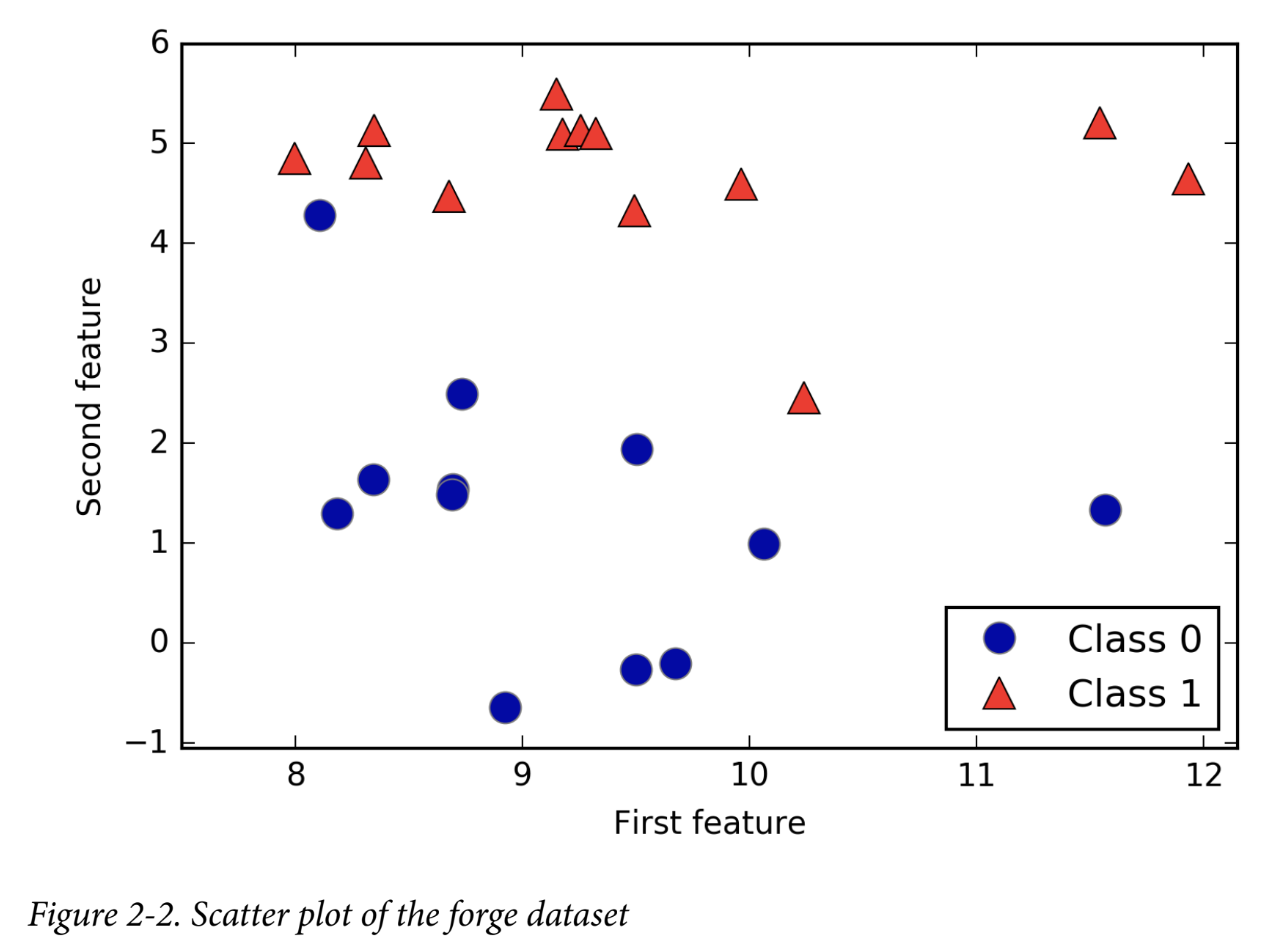 6
5
4
3
2
1
0
−1
Second feature
8 9 10 11 12
First feature
Class 0
Class 1
Figure 2-2. Scatter plot of the forge dataset